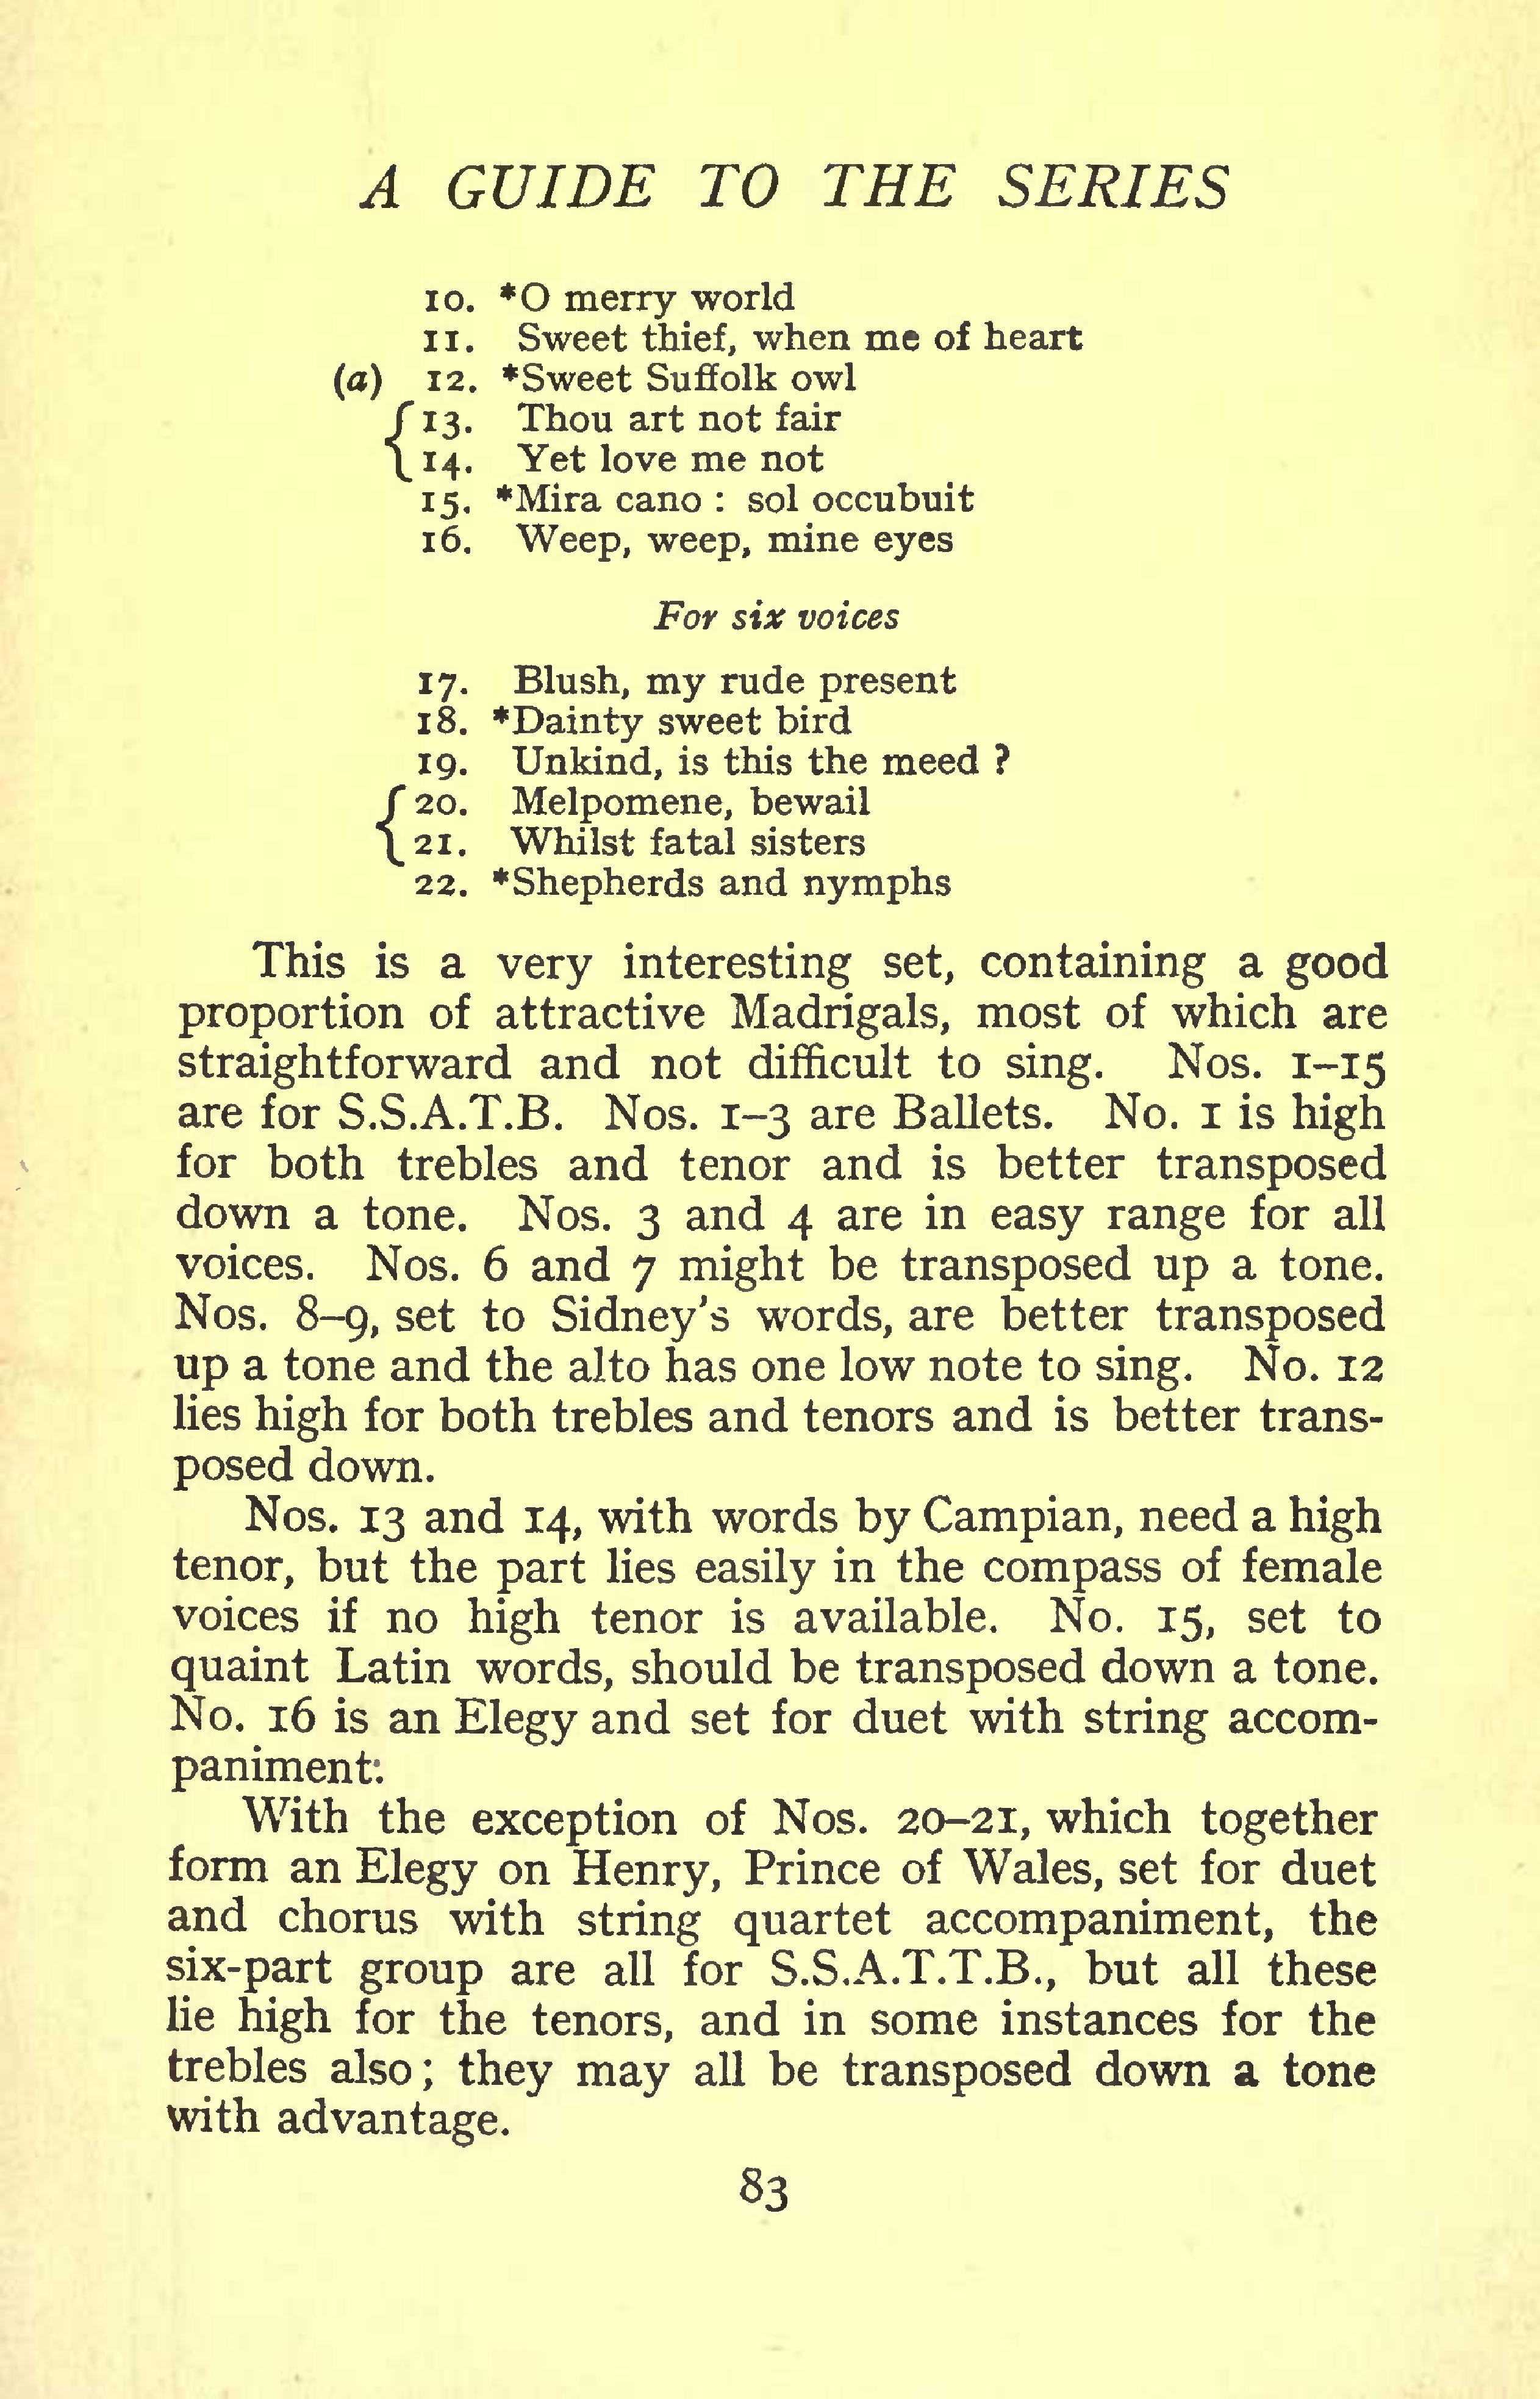 A GUIDE TO THE SERIES
10. *O merry world
11. Sweet thief, when me of heart
(a) 12. *Sweet Suffolk owl
{ 13. Thou art not fair
14. Yet love me not
15. *Mira cano : sol occubuit
16. Weep, weep, mine eyes
For six voices
17. Blush, my rude present
18. *Dainty sweet bird
19. Unkind, is this the meed ?
{ 20. Melpomene, bewail
21. Whilst fatal sisters
22. *Shepherds and nymphs
This is a very interesting set, containing a good
proportion of attractive Madrigals, most of which are
straightforward and not difficult to sing. Nos. 1–15
are for S.S.A.T.B. Nos. 1–3 are Ballets. No. 1 is high
for both trebles and tenor and is better transposed
down a tone. Nos. 3 and 4 are in easy range for all
voices. Nos. 6 and 7 might be transposed up a tone.
Nos. 8–9, set to Sidney's words, are better transposed
up a tone and the alto has one low note to sing. No. 12
lies high for both trebles and tenors and is better trans-
posed down.
Nos. 13 and 14, with words by Campian, need a high
tenor, but the part lies easily in the compass of female
voices if no high tenor is available. No. 15, set to
quaint Latin words, should be transposed down a tone.
No. 16 is an Elegy and set for duet with string accom-
paniment.
With the exception of Nos. 20–21, which together
form an Elegy on Henry, Prince of Wales, set for duet
and chorus with string quartet accompaniment, the
six-part group are all for S.S.A.T.T.B., but all these
lie high for the tenors, and in some instances for the
trebles also; they may all be transposed down a tone
with advantage.
83